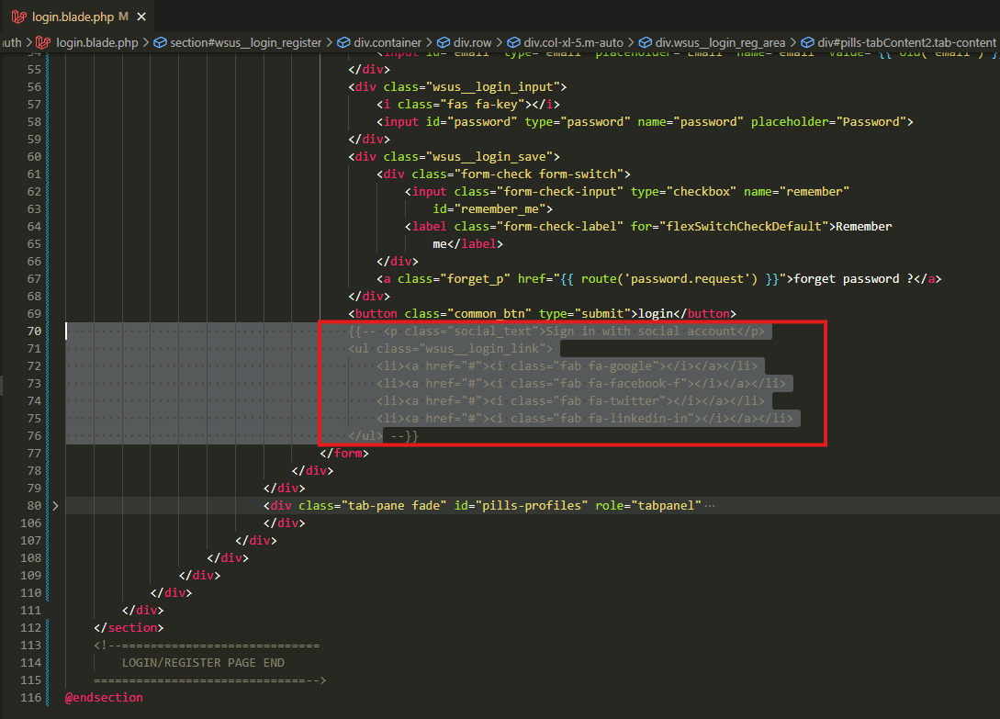 login.blade.php M ×
auth > login.blade.php > section#wsus__login_register > div.container > div.row > div.col-xl-5.m-auto > div.wsus__login_reg_area > div#pills-tabContent2.tab-content
54 <input id="email" type="email" placeholder="Email" name="email" value="{{ old('email') }}
55 </div>
56 <div class="wsus__login_input">
57 <i class="fas fa-key"></i>
58 <input id="password" type="password" name="password" placeholder="Password">
59 </div>
60 <div class="wsus__login_save">
61 <div class="form-check form-switch">
62 <input class="form-check-input" type="checkbox" name="remember"
63 id="remember_me">
64 <label class="form-check-label" for="flexSwitchCheckDefault">Remember
65 me</label>
66 </div>
67 <a class="forget_p" href="{{ route('password.request') }}">forget password ?</a>
68 </div>
69 <button class="common_btn" type="submit">login</button>
70 {{-- <p class="social_text">Sign in with social account</p>
71 <ul class="wsus__login_link">
72 <li><a href="#"><i class="fab fa-google"></i></a></li>
73 <li><a href="#"><i class="fab fa-facebook-f"></i></a></li>
74 <li><a href="#"><i class="fab fa-twitter"></i></a></li>
75 <li><a href="#"><i class="fab fa-linkedin-in"></i></a></li>
76 </ul> --}}
77 </form>
78 </div>
79 </div>
80 > <div class="tab-pane fade" id="pills-profiles" role="tabpanel" ···
106 </div>
107 </div>
108 </div>
109 </div>
110 </div>
111 </div>
112 </section>
113 <!--============================
114 LOGIN/REGISTER PAGE END
115 ==============================-->
116 @endsection